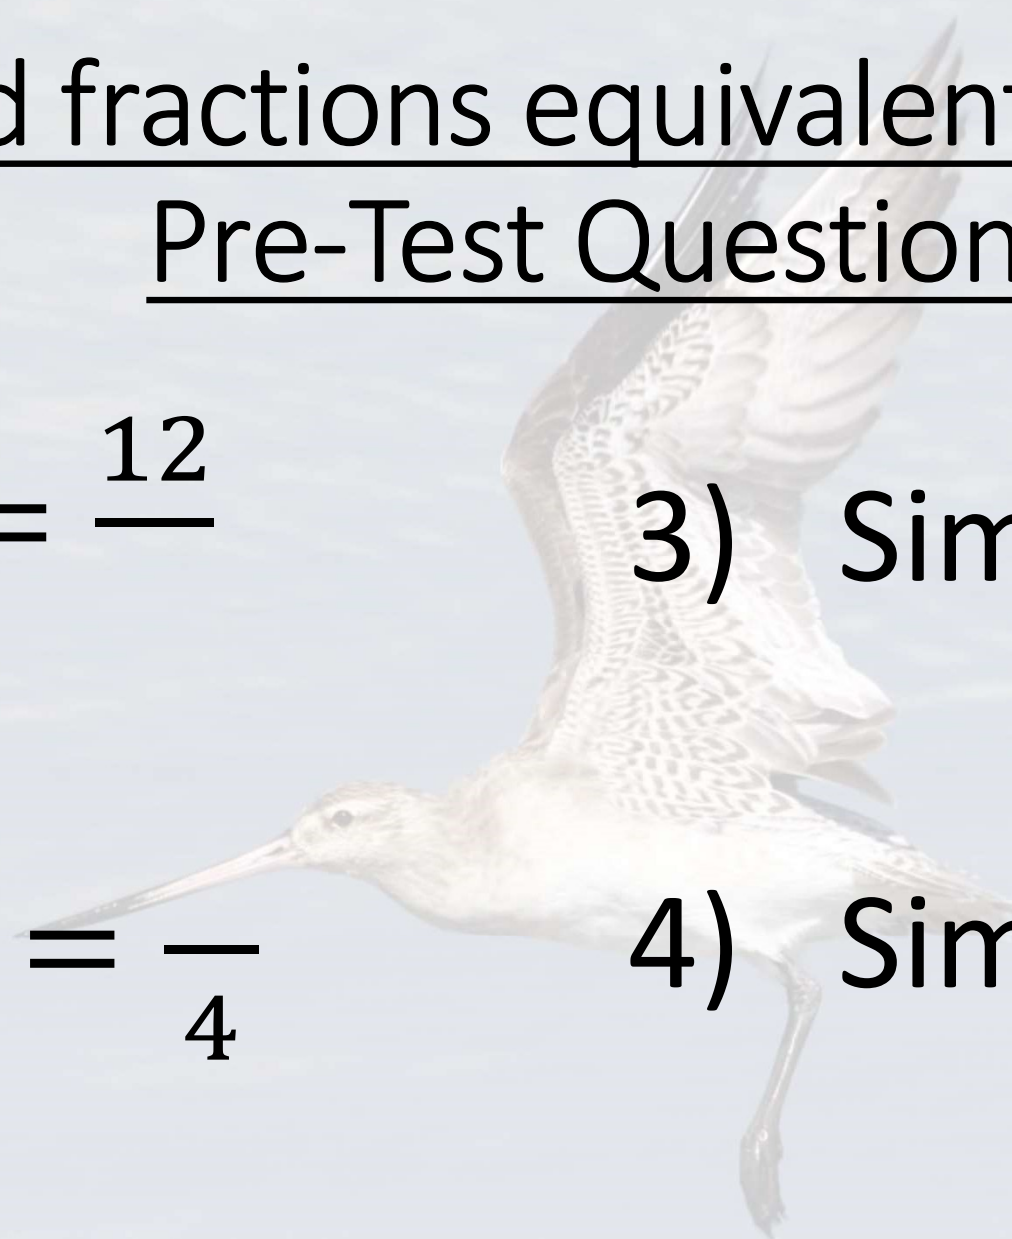 d fractions equivalent
Pre-Test Question
= 12/
3) Sim
= /4
4) Sim